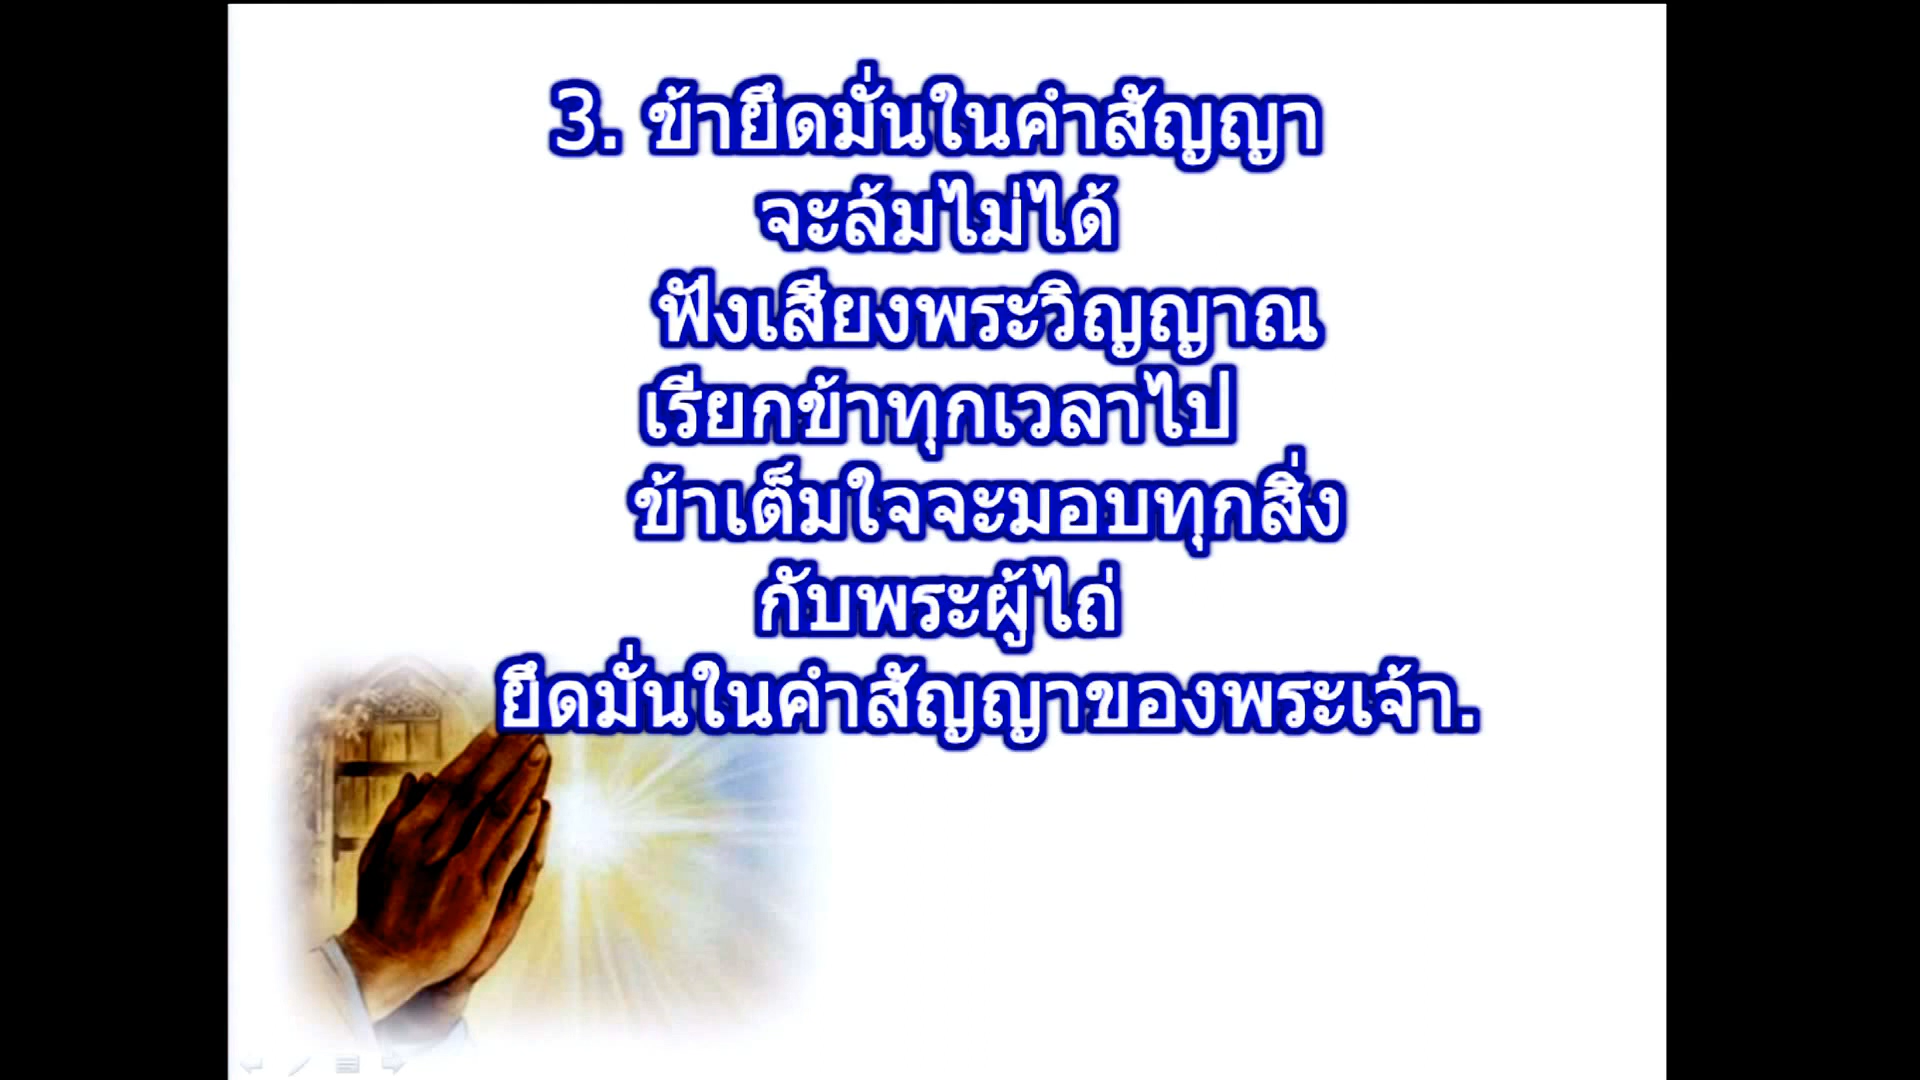 3. ข้ายึดมั่นในคำสัญญา
จะล้มไม่ได้
ฟังเสียงพระวิญญาณ
เรียกข้าทุกเวลาไป
ข้าเต็มใจจะมอบทุกสิ่ง
กับพระผู้ไถ่
ยึดมั่นในคำสัญญาของพระเจ้า.